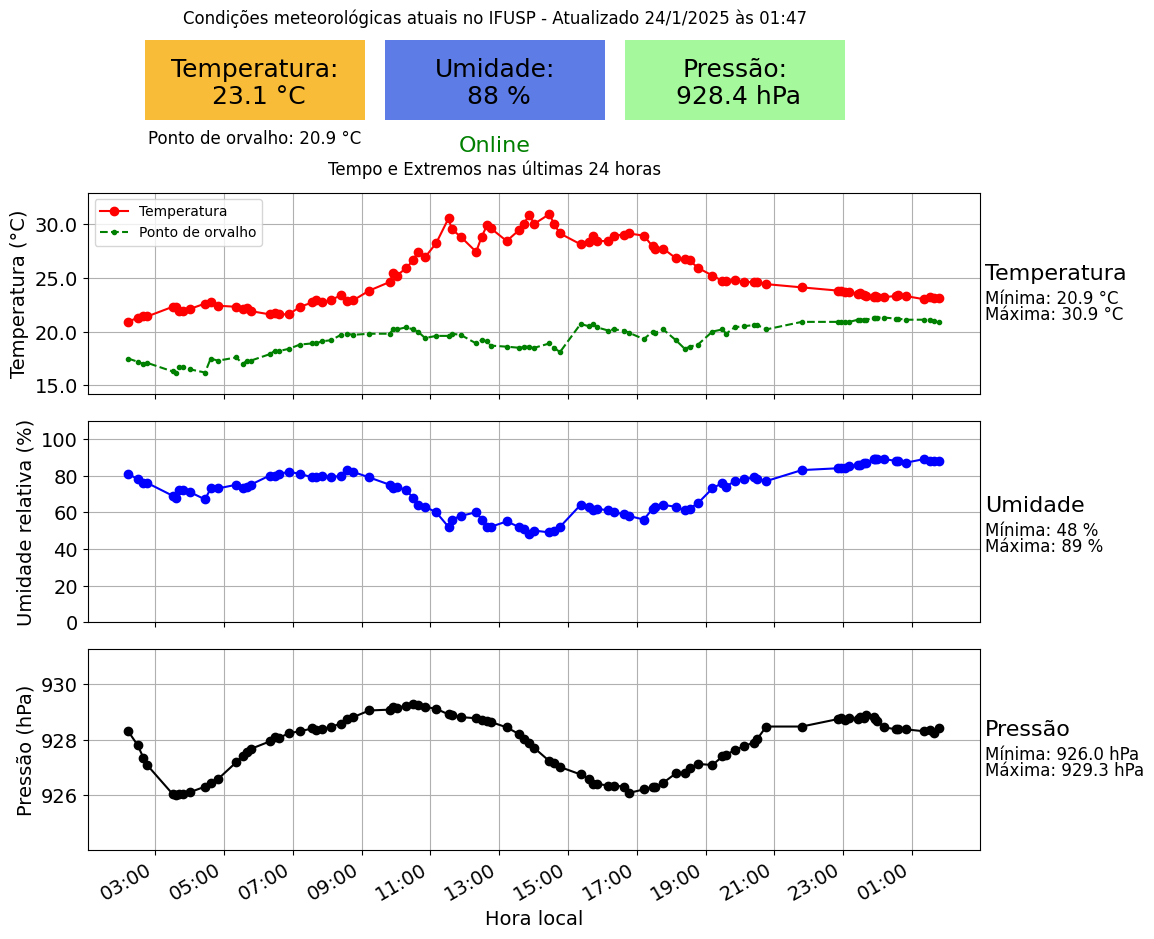 Condições meteorológicas atuais no IFUSP - Atualizado 24/1/2025 às 01:47
Temperatura:
23.1 °C
Umidade:
88 %
Pressão:
928.4 hPa
Ponto de orvalho: 20.9 °C
Online
Tempo e Extremos nas últimas 24 horas
Temperatura (°C)
30.0
25.0
20.0
15.0
Temperatura
Ponto de orvalho
Temperatura
Mínima: 20.9 °C
Máxima: 30.9 °C
Umidade relativa (%)
100
80
60
40
20
0
Umidade
Mínima: 48 %
Máxima: 89 %
Pressão (hPa)
930
928
926
Pressão
Mínima: 926.0 hPa
Máxima: 929.3 hPa
03:00 05:00 07:00 09:00 11:00 13:00 15:00 17:00 19:00 21:00 23:00 01:00
Hora local